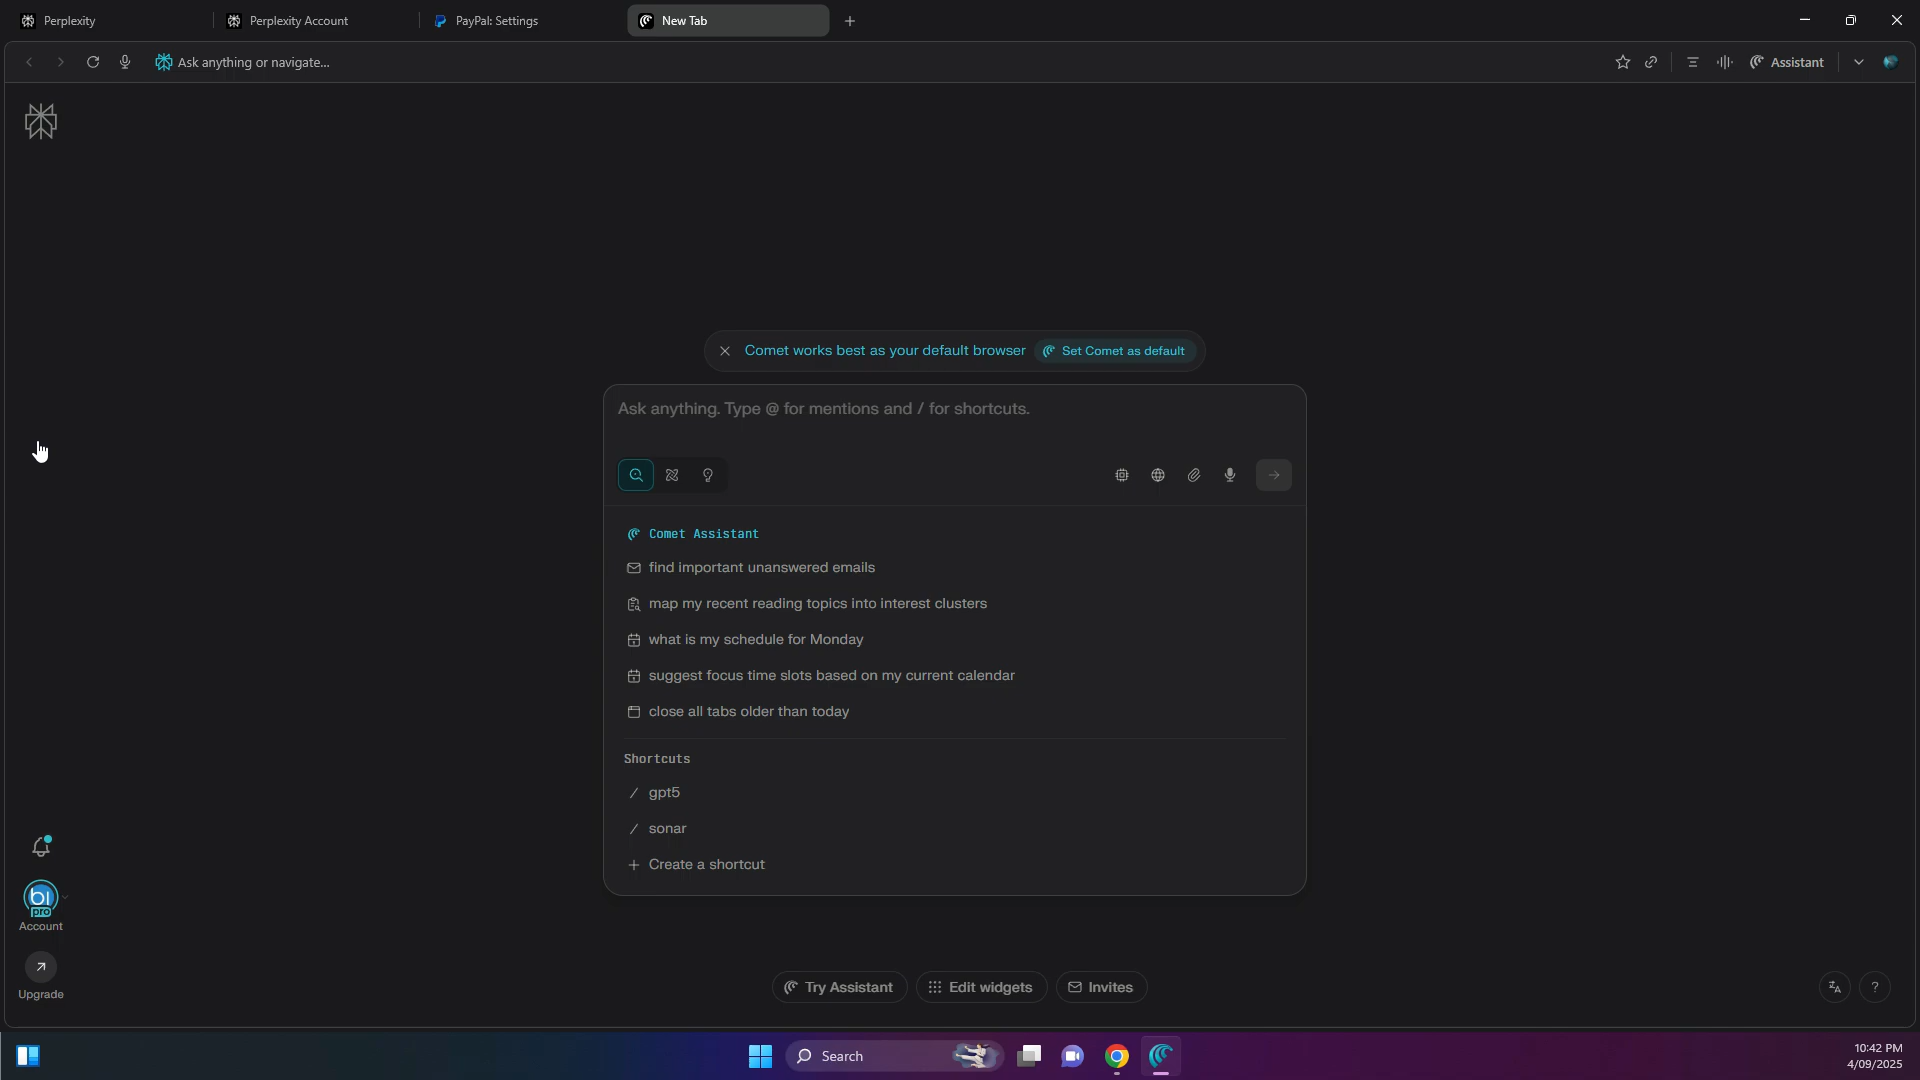 Perplexity
Perplexity Account
PayPal: Settings
New Tab
Ask anything or navigate...
Assistant
Comet works best as your default browser
Set Comet as default
Ask anything. Type @ for mentions and / for shortcuts.
Comet Assistant
find important unanswered emails
map my recent reading topics into interest clusters
what is my schedule for Monday
suggest focus time slots based on my current calendar
close all tabs older than today
Shortcuts
/ gpt5
/ sonar
+ Create a shortcut
bi
pro
Account
Upgrade
Try Assistant
Edit widgets
Invites
?
Search
10:42 PM
4/09/2025